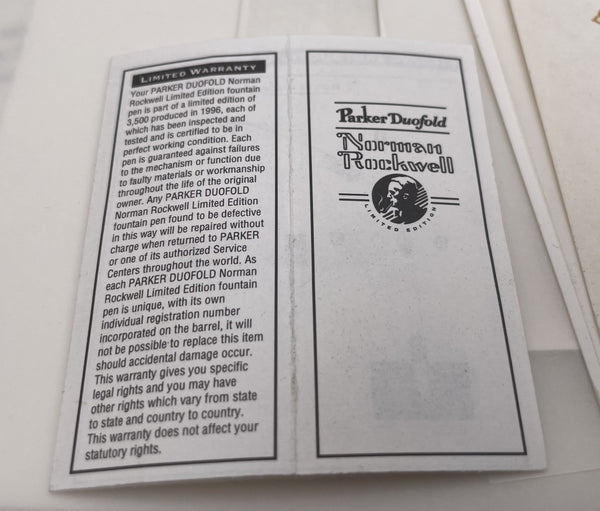 LIMITED WARRANTY
Your PARKER DUOFOLD Norman
Rockwell Limited Edition fountain
pen is part of a limited edition of
3,500 produced in 1996, each of
which has been inspected and
tested and is certified to be in
perfect working condition. Each
pen is guaranteed against failures
to the mechanism or function due
to faulty materials or workmanship
throughout the life of the original
owner. Any PARKER DUOFOLD
Norman Rockwell Limited Edition
fountain pen found to be defective
in this way will be repaired without
charge when returned to PARKER
or one of its authorized Service
Centers throughout the world. As
each PARKER DUOFOLD Norman
Rockwell Limited Edition fountain
pen is unique, with its own
individual registration number
incorporated on the barrel, it will
not be possible to replace this item
should accidental damage occur.
This warranty gives you specific
legal rights and you may have
other rights which vary from state
to state and country to country.
This warranty does not affect your
statutory rights.
Parker Duofold
Norman
Rockwell
LIMITED EDITION